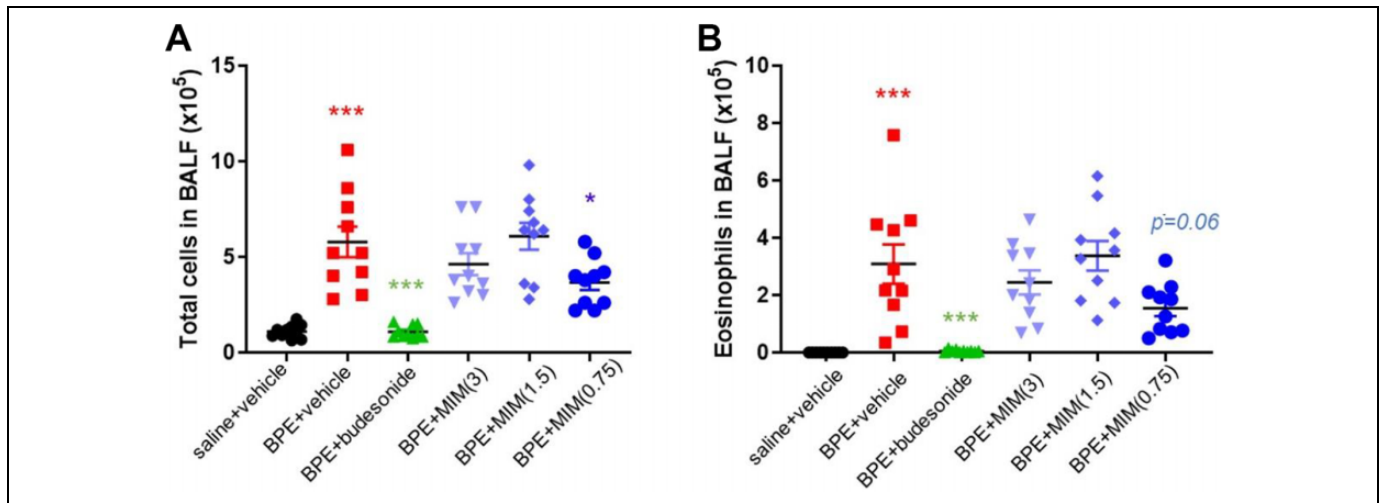 A
Total cells in BALF (x10⁵)
15
10
5
0
***
***
*
saline+vehicle
BPE+vehicle
BPE+budesonide
BPE+MIM(3)
BPE+MIM(1.5)
BPE+MIM(0.75)
B
Eosinophils in BALF (x10⁵)
10
8
6
4
2
0
***
***
p=0.06
saline+vehicle
BPE+vehicle
BPE+budesonide
BPE+MIM(3)
BPE+MIM(1.5)
BPE+MIM(0.75)